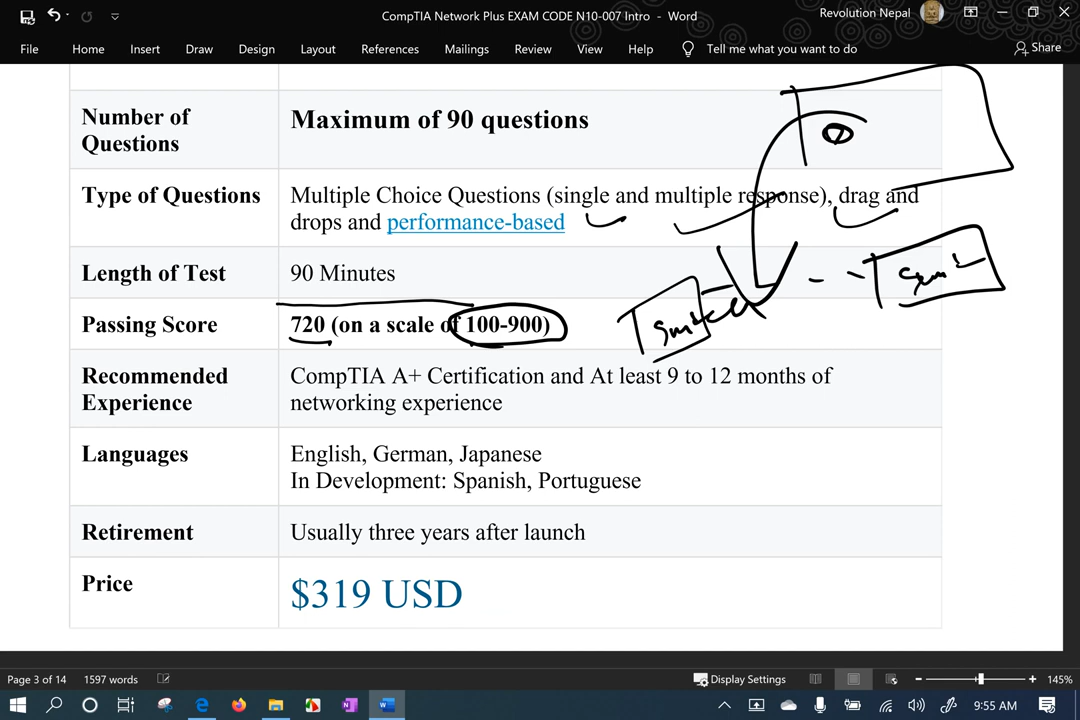 CompTIA Network Plus EXAM CODE N10-007 Intro - Word
Revolution Nepal
File Home Insert Draw Design Layout References Mailings Review View Help Tell me what you want to do Share
Number of Questions
Maximum of 90 questions
Type of Questions
Multiple Choice Questions (single and multiple response), drag and
drops and performance-based
Length of Test
90 Minutes
Passing Score
720 (on a scale of 100-900)
Recommended Experience
CompTIA A+ Certification and At least 9 to 12 months of
networking experience
Languages
English, German, Japanese
In Development: Spanish, Portuguese
Retirement
Usually three years after launch
Price
$319 USD
Page 3 of 14 1597 words Display Settings 145%
9:55 AM